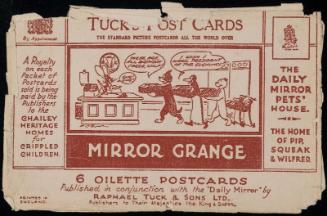 TUCK'S POST CARDS
THE STANDARD PICTURE POSTCARDS ALL THE WORLD OVER
By Appointment
A Royalty
on each
Packet of
Postcards
sold is being
paid by the
Publishers
to the
CHAILEY
HERITAGE
HOMES
for
CRIPPLED
CHILDREN.
THE
DAILY
MIRROR
PETS'
HOUSE.
THE
HOME OF
PIP,
SQUEAK
& WILFRED.
MIRROR GRANGE
6 OILETTE POSTCARDS
Published in conjunction with the "Daily Mirror" by
RAPHAEL TUCK & SONS LTD.
Publishers to Their Majesties the King & Queen.
PRINTED IN
ENGLAND.